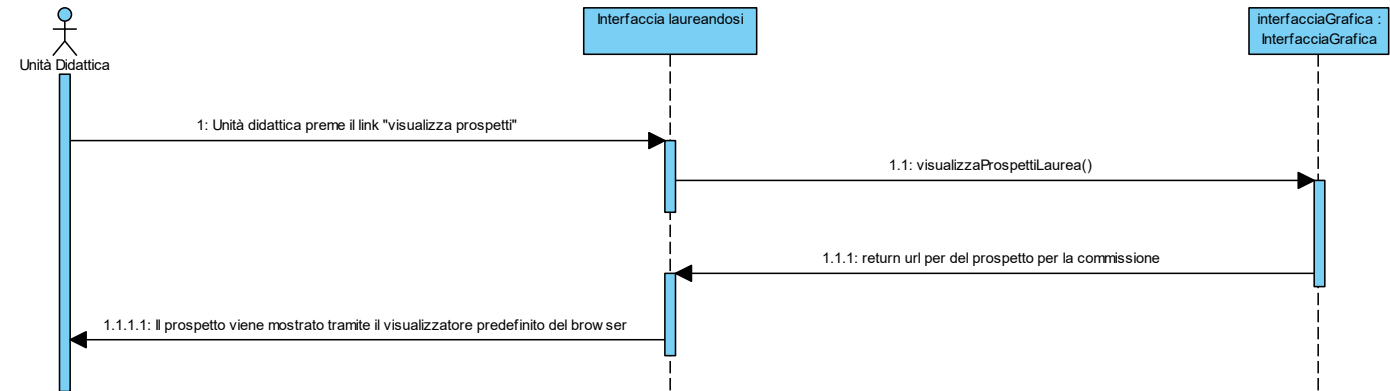 Interfaccia laureandosi
interfacciaGrafica :
InterfacciaGrafica
Unità Didattica
1: Unità didattica preme il link "visualizza prospetti"
1.1: visualizzaProspettiLaurea()
1.1.1: return url per del prospetto per la commissione
1.1.1.1: Il prospetto viene mostrato tramite il visualizzatore predefinito del browser